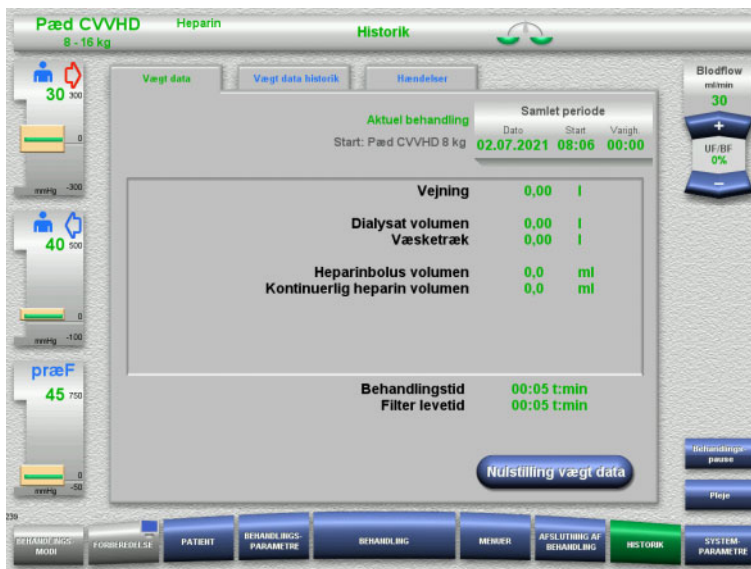 Pæd CVVHD Heparin
8 - 16 kg
Historik
30 300
0
mmHg -300
40 500
0
mmHg -100
præF
45 750
0
mmHg -50
239
Vægt data Vægt data historik Hændelser
Aktuel behandling
Start: Pæd CVVHD 8 kg
Samlet periode
Dato Start Varigh.
02.07.2021 08:06 00:00
Vejning 0,00 l
Dialysat volumen 0,00 l
Væsketræk 0,00 l
Heparinbolus volumen 0,0 ml
Kontinuerlig heparin volumen 0,0 ml
Behandlingstid 00:05 t:min
Filter levetid 00:05 t:min
Nulstilling vægt data
Blodflow
ml/min
30
+
UF/BF
0%
−
Behandlings-
pause
Pleje
BEHANDLINGS-
MODI
FORBEREDELSE
PATIENT
BEHANDLINGS-
PARAMETRE
BEHANDLING
MENUER
AFSLUTNING AF
BEHANDLING
HISTORIK
SYSTEM-
PARAMETRE